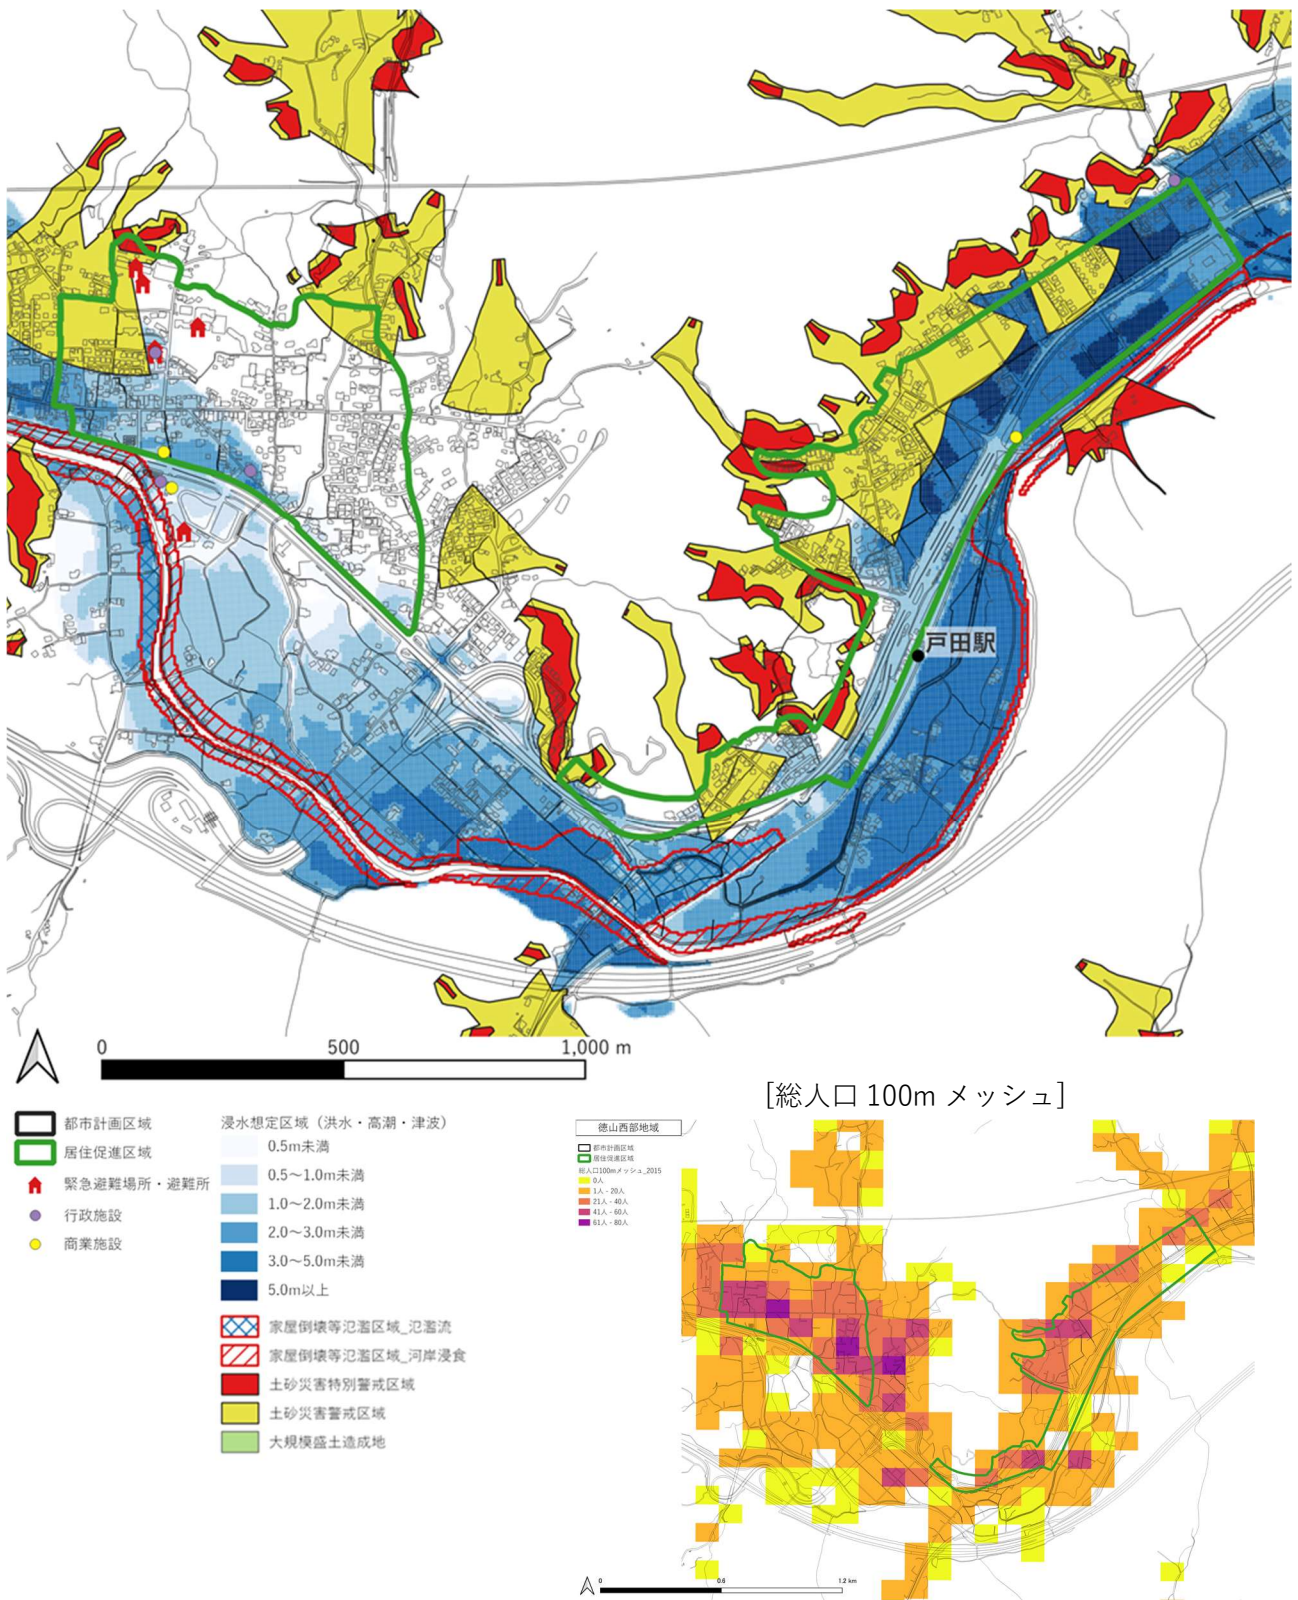 戸田駅
0 500 1,000 m
都市計画区域
居住促進区域
緊急避難場所・避難所
行政施設
商業施設
浸水想定区域（洪水・高潮・津波）
0.5m未満
0.5～1.0m未満
1.0～2.0m未満
2.0～3.0m未満
3.0～5.0m未満
5.0m以上
家屋倒壊等氾濫区域_氾濫流
家屋倒壊等氾濫区域_河岸浸食
土砂災害特別警戒区域
土砂災害警戒区域
大規模盛土造成地
[総人口 100m メッシュ]
徳山西部地域
都市計画区域
居住促進区域
総人口100mメッシュ_2015
0人
1人 - 20人
21人 - 40人
41人 - 60人
61人 - 80人
0 0.6 1.2 km